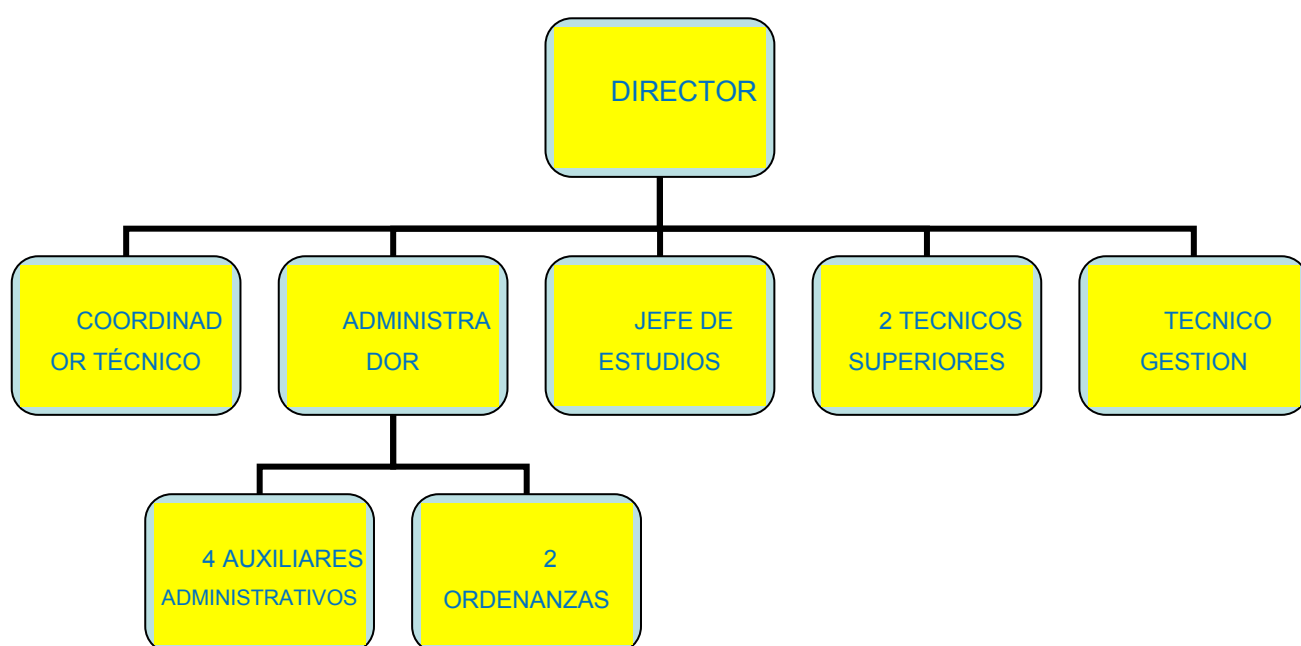 DIRECTOR
COORDINAD
OR TÉCNICO
ADMINISTRA
DOR
JEFE DE
ESTUDIOS
2 TECNICOS
SUPERIORES
TECNICO
GESTION
4 AUXILIARES
ADMINISTRATIVOS
2
ORDENANZAS